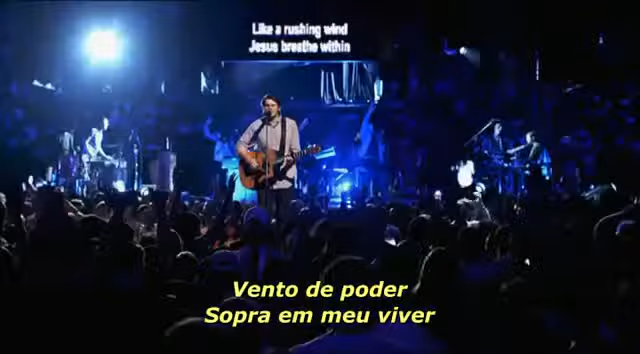 Like a rushing wind
Jesus breathe within
Vento de poder
Sopra em meu viver